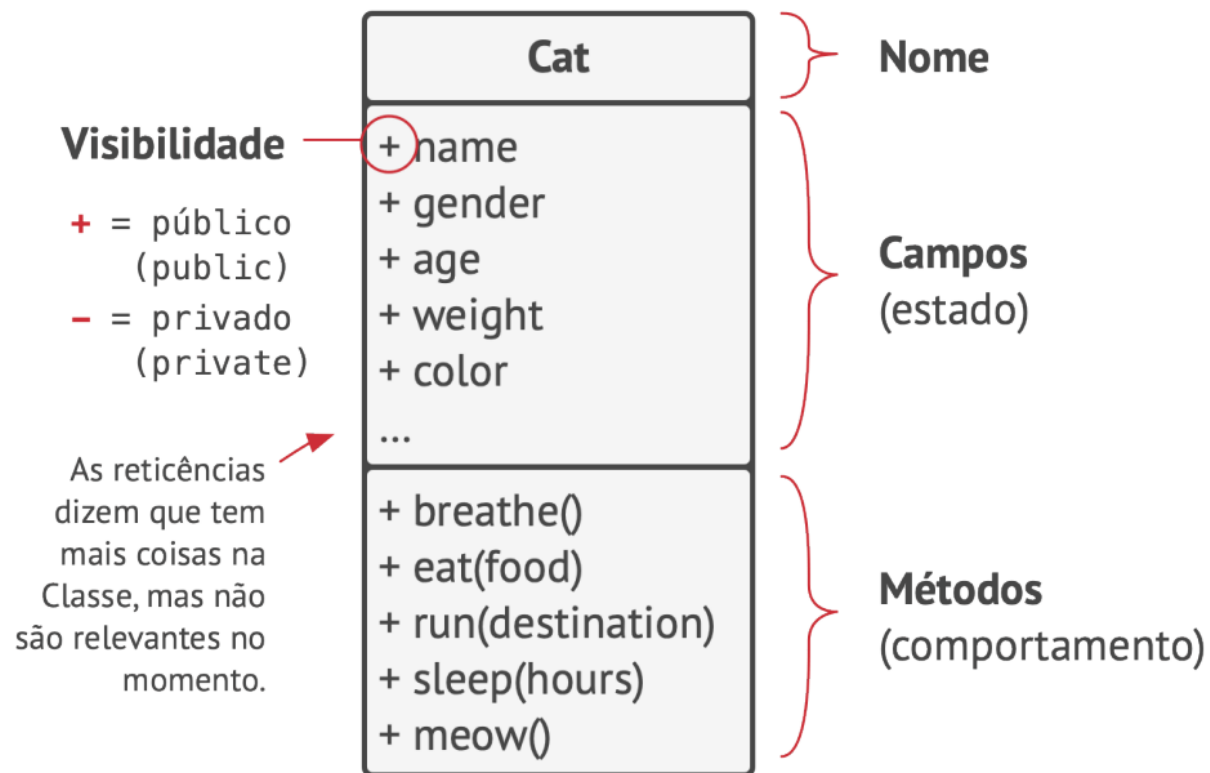 Cat
Nome
Visibilidade
+ = público
(public)
– = privado
(private)
As reticências
dizem que tem
mais coisas na
Classe, mas não
são relevantes no
momento.
+ name
+ gender
+ age
+ weight
+ color
...
Campos
(estado)
+ breathe()
+ eat(food)
+ run(destination)
+ sleep(hours)
+ meow()
Métodos
(comportamento)